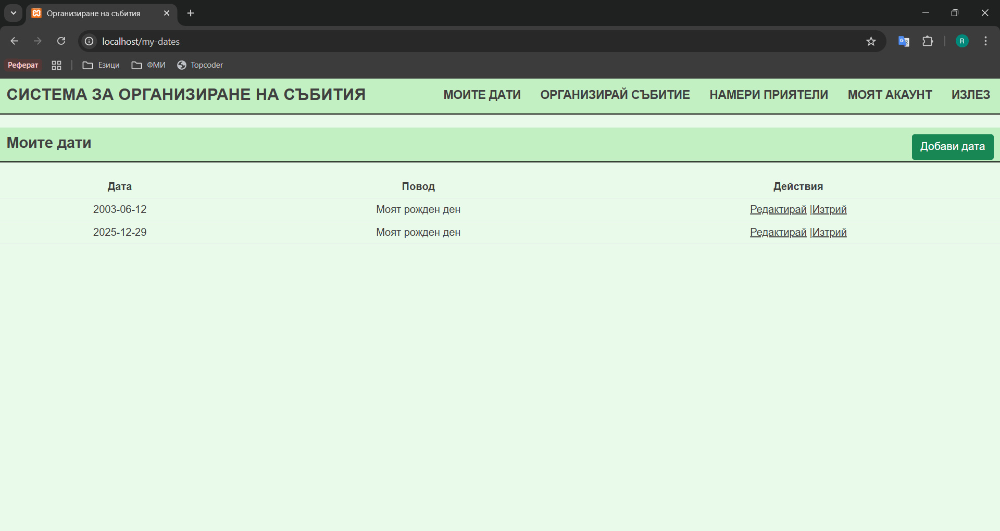 Организиране на събития
localhost/my-dates
R
Реферат Езици ФМИ Topcoder
СИСТЕМА ЗА ОРГАНИЗИРАНЕ НА СЪБИТИЯ МОИТЕ ДАТИ ОРГАНИЗИРАЙ СЪБИТИЕ НАМЕРИ ПРИЯТЕЛИ МОЯТ АКАУНТ ИЗЛЕЗ
Моите дати Добави дата
Дата Повод Действия
2003-06-12 Моят рожден ден Редактирай |Изтрий
2025-12-29 Моят рожден ден Редактирай |Изтрий